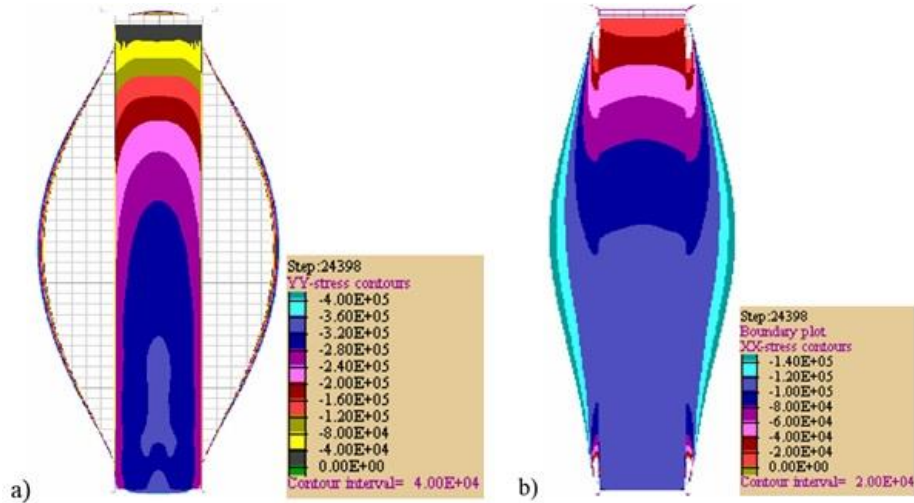 Step:24398
YY-stress contours
-4.00E+05
-3.60E+05
-3.20E+05
-2.80E+05
-2.40E+05
-2.00E+05
-1.60E+05
-1.20E+05
-8.00E+04
-4.00E+04
0.00E+00
Contour interval= 4.00E+04
a)
Step:24398
Boundary plot
XX-stress contours
-1.40E+05
-1.20E+05
-1.00E+05
-8.00E+04
-6.00E+04
-4.00E+04
-2.00E+04
0.00E+00
Contour interval= 2.00E+04
b)